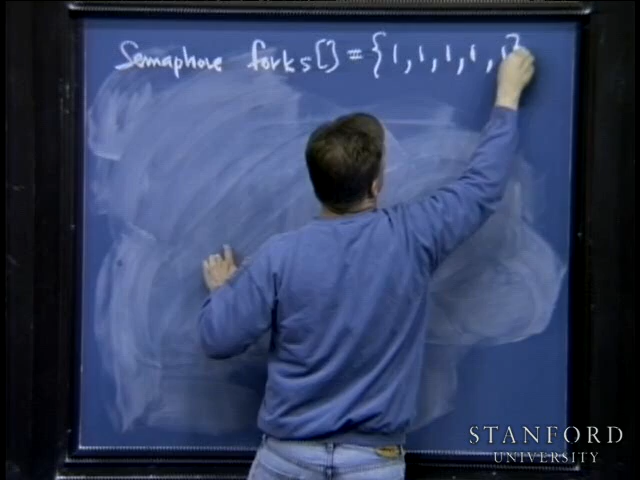 Semaphore forks[] = {1, 1, 1, 1, 1}
STANFORD
UNIVERSITY